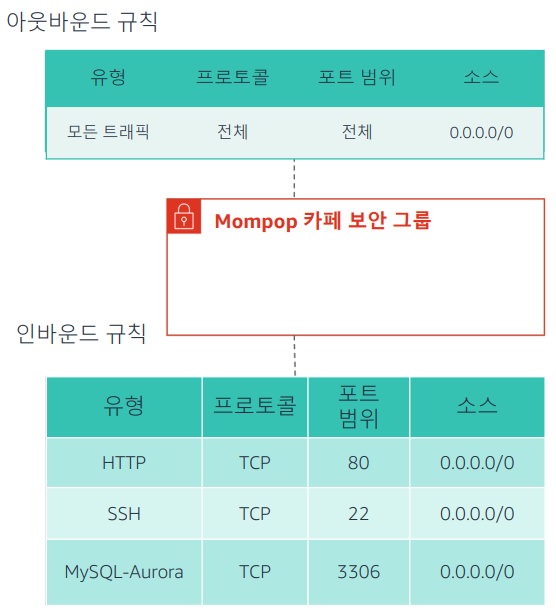 아웃바운드 규칙
유형 프로토콜 포트 범위 소스
모든 트래픽 전체 전체 0.0.0.0/0
Mompop 카페 보안 그룹
인바운드 규칙
유형 프로토콜 포트 범위 소스
HTTP TCP 80 0.0.0.0/0
SSH TCP 22 0.0.0.0/0
MySQL-Aurora TCP 3306 0.0.0.0/0